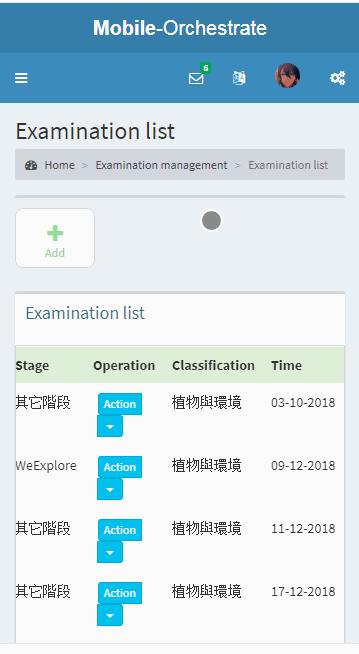 Mobile-Orchestrate
6
Examination list
Home > Examination management > Examination list
Add
Examination list
Stage Operation Classification Time
其它階段 Action 植物與環境 03-10-2018
WeExplore Action 植物與環境 09-12-2018
其它階段 Action 植物與環境 11-12-2018
其它階段 Action 植物與環境 17-12-2018